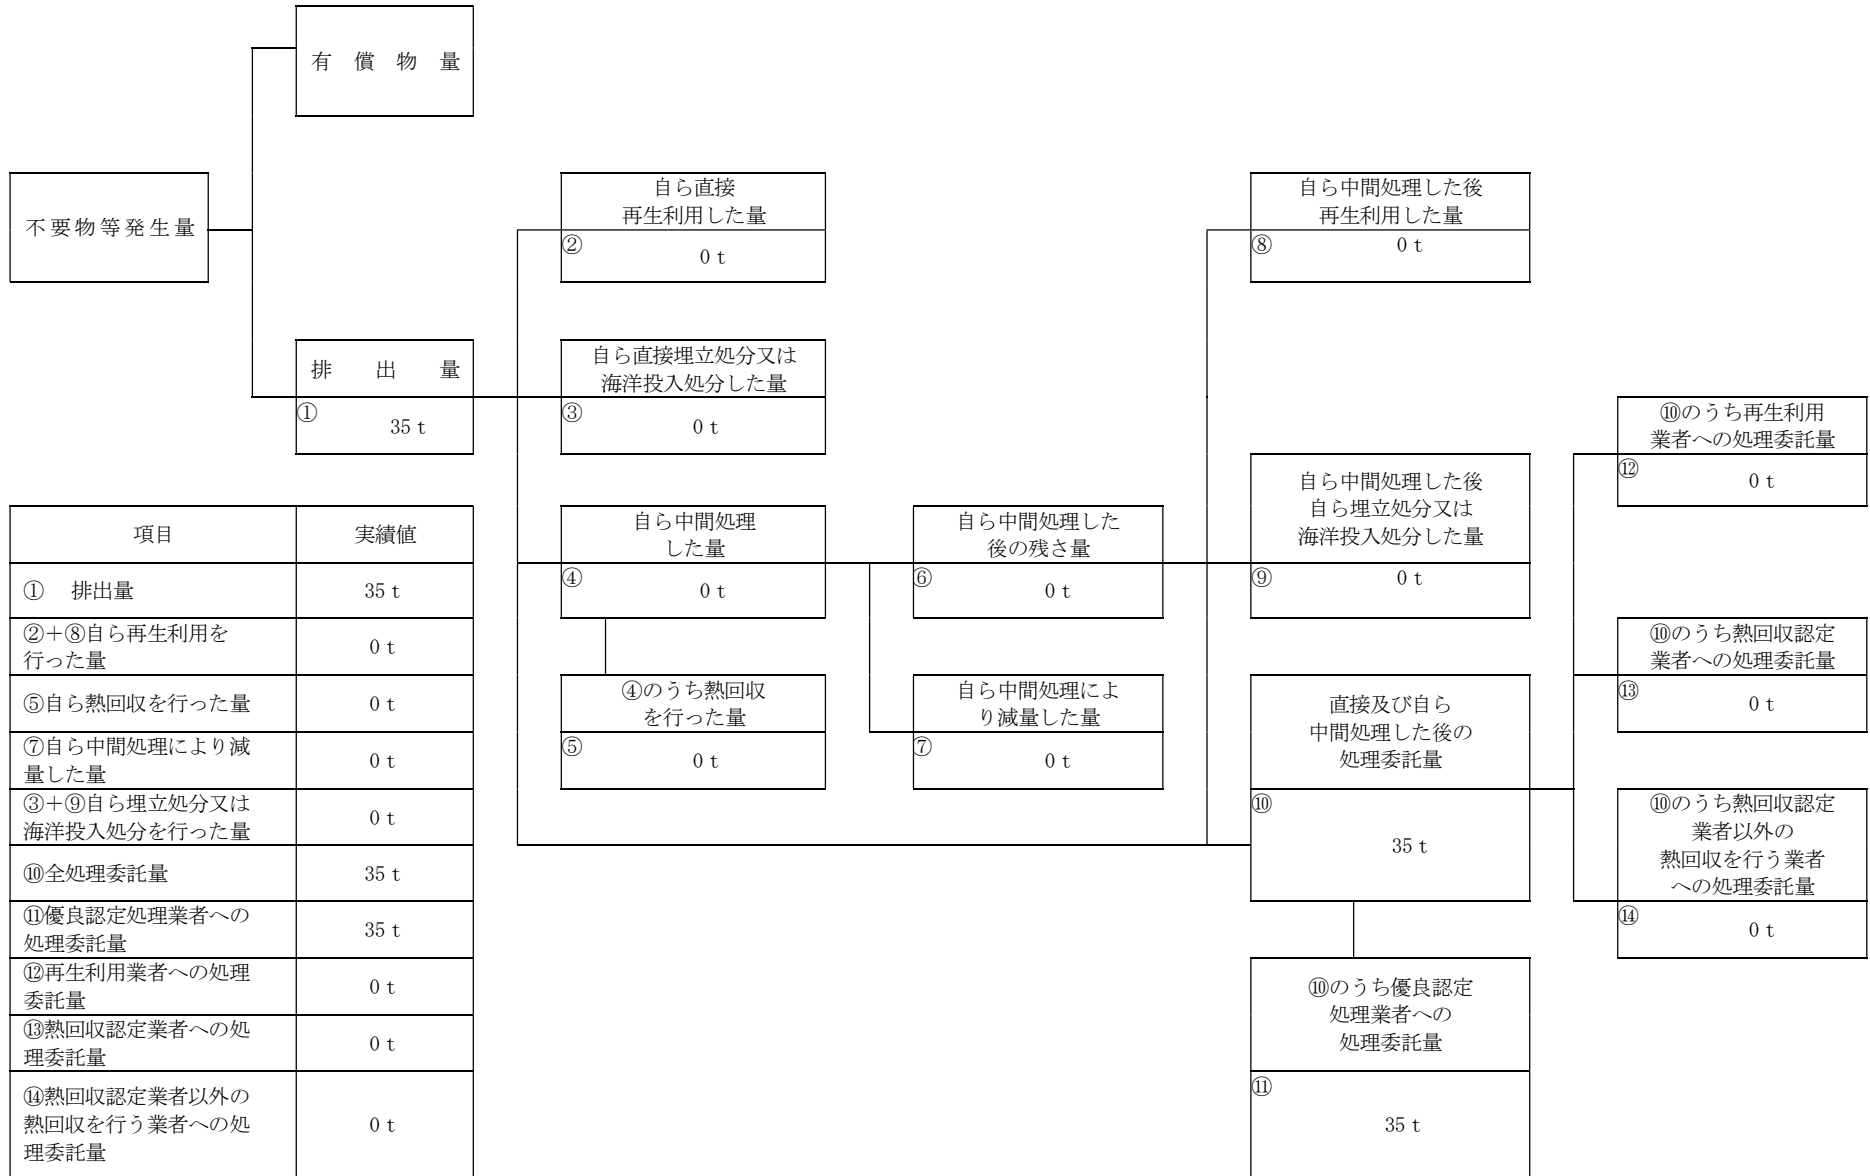 有 償 物 量
不要物等発生量
自ら直接
再生利用した量
②
0 t
自ら中間処理した後
再生利用した量
⑧
0 t
排 出 量
①
35 t
自ら直接埋立処分又は
海洋投入処分した量
③
0 t
⑩のうち再生利用
業者への処理委託量
⑫
0 t
自ら中間処理
した量
④
0 t
自ら中間処理した
後の残さ量
⑥
0 t
自ら中間処理した後
自ら埋立処分又は
海洋投入処分した量
⑨
0 t
⑩のうち熱回収認定
業者への処理委託量
⑬
0 t
④のうち熱回収
を行った量
⑤
0 t
自ら中間処理によ
り減量した量
⑦
0 t
直接及び自ら
中間処理した後の
処理委託量
⑩
35 t
⑩のうち熱回収認定
業者以外の
熱回収を行う業者
への処理委託量
⑭
0 t
⑩のうち優良認定
処理業者への
処理委託量
⑪
35 t
項目 実績値
① 排出量 35 t
②+⑧自ら再生利用を
行った量
0 t
⑤自ら熱回収を行った量 0 t
⑦自ら中間処理により減
量した量
0 t
③+⑨自ら埋立処分又は
海洋投入処分を行った量
0 t
⑩全処理委託量 35 t
⑪優良認定処理業者への
処理委託量
35 t
⑫再生利用業者への処理
委託量
0 t
⑬熱回収認定業者への処
理委託量
0 t
⑭熱回収認定業者以外の
熱回収を行う業者への処
理委託量
0 t